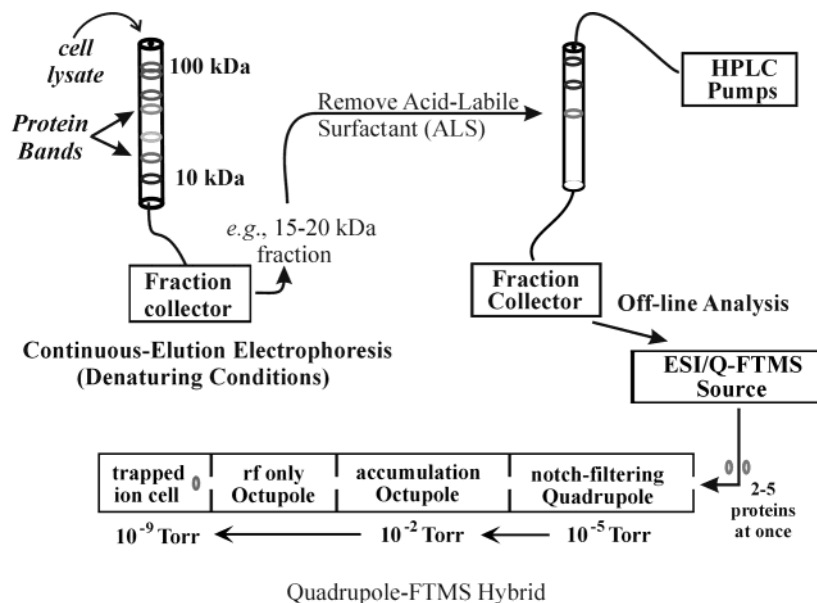 cell
lysate
100 kDa
Protein
Bands
10 kDa
Fraction
collector
Continuous-Elution Electrophoresis
(Denaturing Conditions)
e.g., 15-20 kDa
fraction
Remove Acid-Labile
Surfactant (ALS)
HPLC
Pumps
Fraction
Collector
Off-line Analysis
ESI/Q-FTMS
Source
2-5
proteins
at once
trapped
ion cell
rf only
Octupole
accumulation
Octupole
notch-filtering
Quadrupole
10⁻⁹ Torr
10⁻² Torr
10⁻⁵ Torr
Quadrupole-FTMS Hybrid